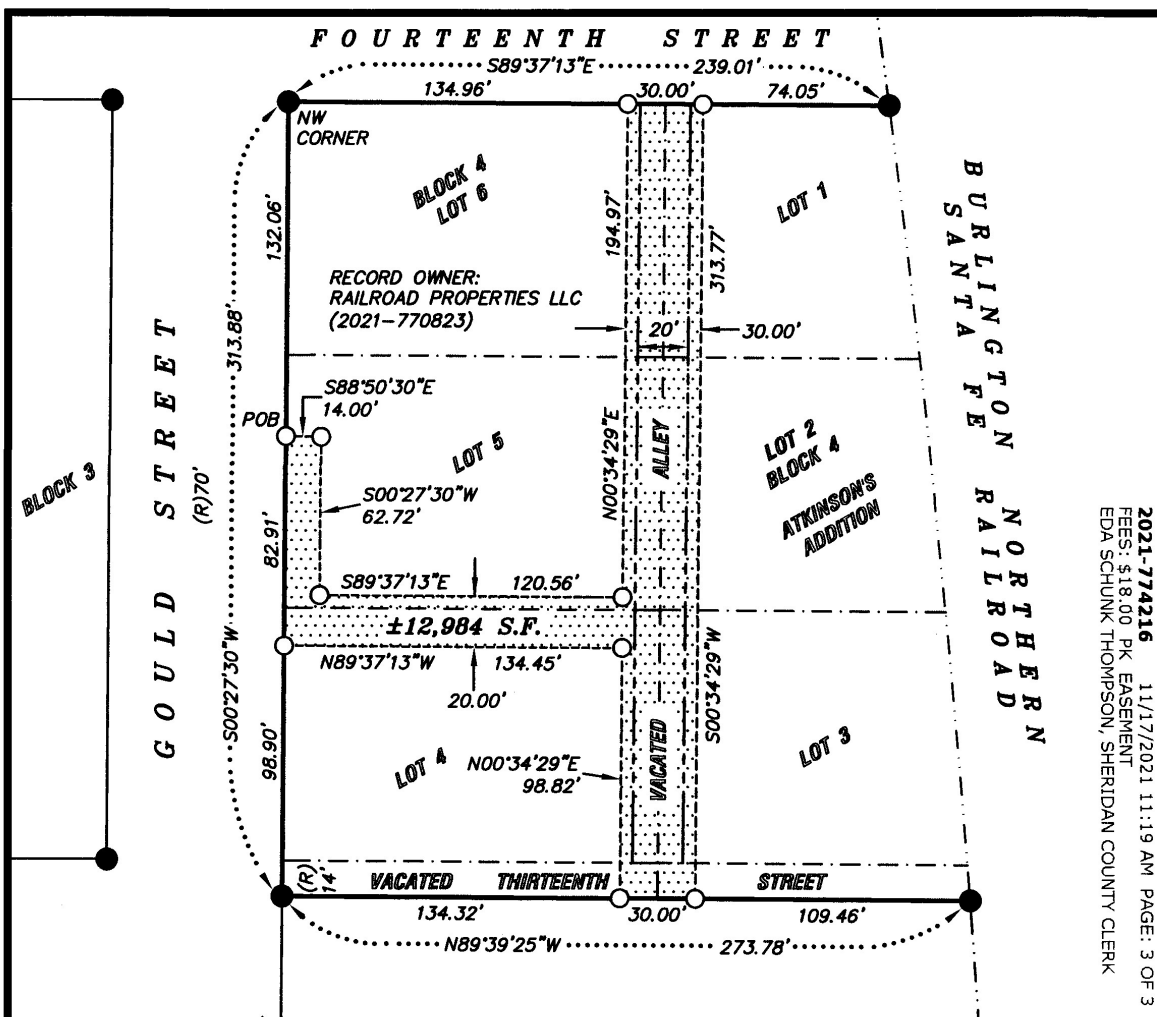 FOURTEENTH STREET
S89°37'13"E 239.01'
134.96' 30.00' 74.05'
NW
CORNER
BLOCK 4
LOT 6
LOT 1
132.06'
194.97'
313.77'
313.88'
RECORD OWNER:
RAILROAD PROPERTIES LLC
(2021-770823)
20'
30.00'
BURLINGTON NORTHERN
SANTA FE RAILROAD
GOULD STREET
(R)70'
BLOCK 3
S88°50'30"E
14.00'
POB
LOT 5
N00°34'29"E
ALLEY
LOT 2
BLOCK 4
ATKINSON'S
ADDITION
S00°27'30"W
62.72'
82.91'
S89°37'13"E 120.56'
±12,984 S.F.
N89°37'13"W 134.45'
20.00'
S00°34'29"W
S00°27'30"W
98.90'
LOT 4
N00°34'29"E
98.82'
VACATED
LOT 3
(R)
14'
VACATED THIRTEENTH STREET
134.32' 30.00' 109.46'
N89°39'25"W 273.78'
2021-774216 11/17/2021 11:19 AM PAGE: 3 OF 3
FEES: $18.00 PK EASEMENT
EDA SCHUNK THOMPSON, SHERIDAN COUNTY CLERK